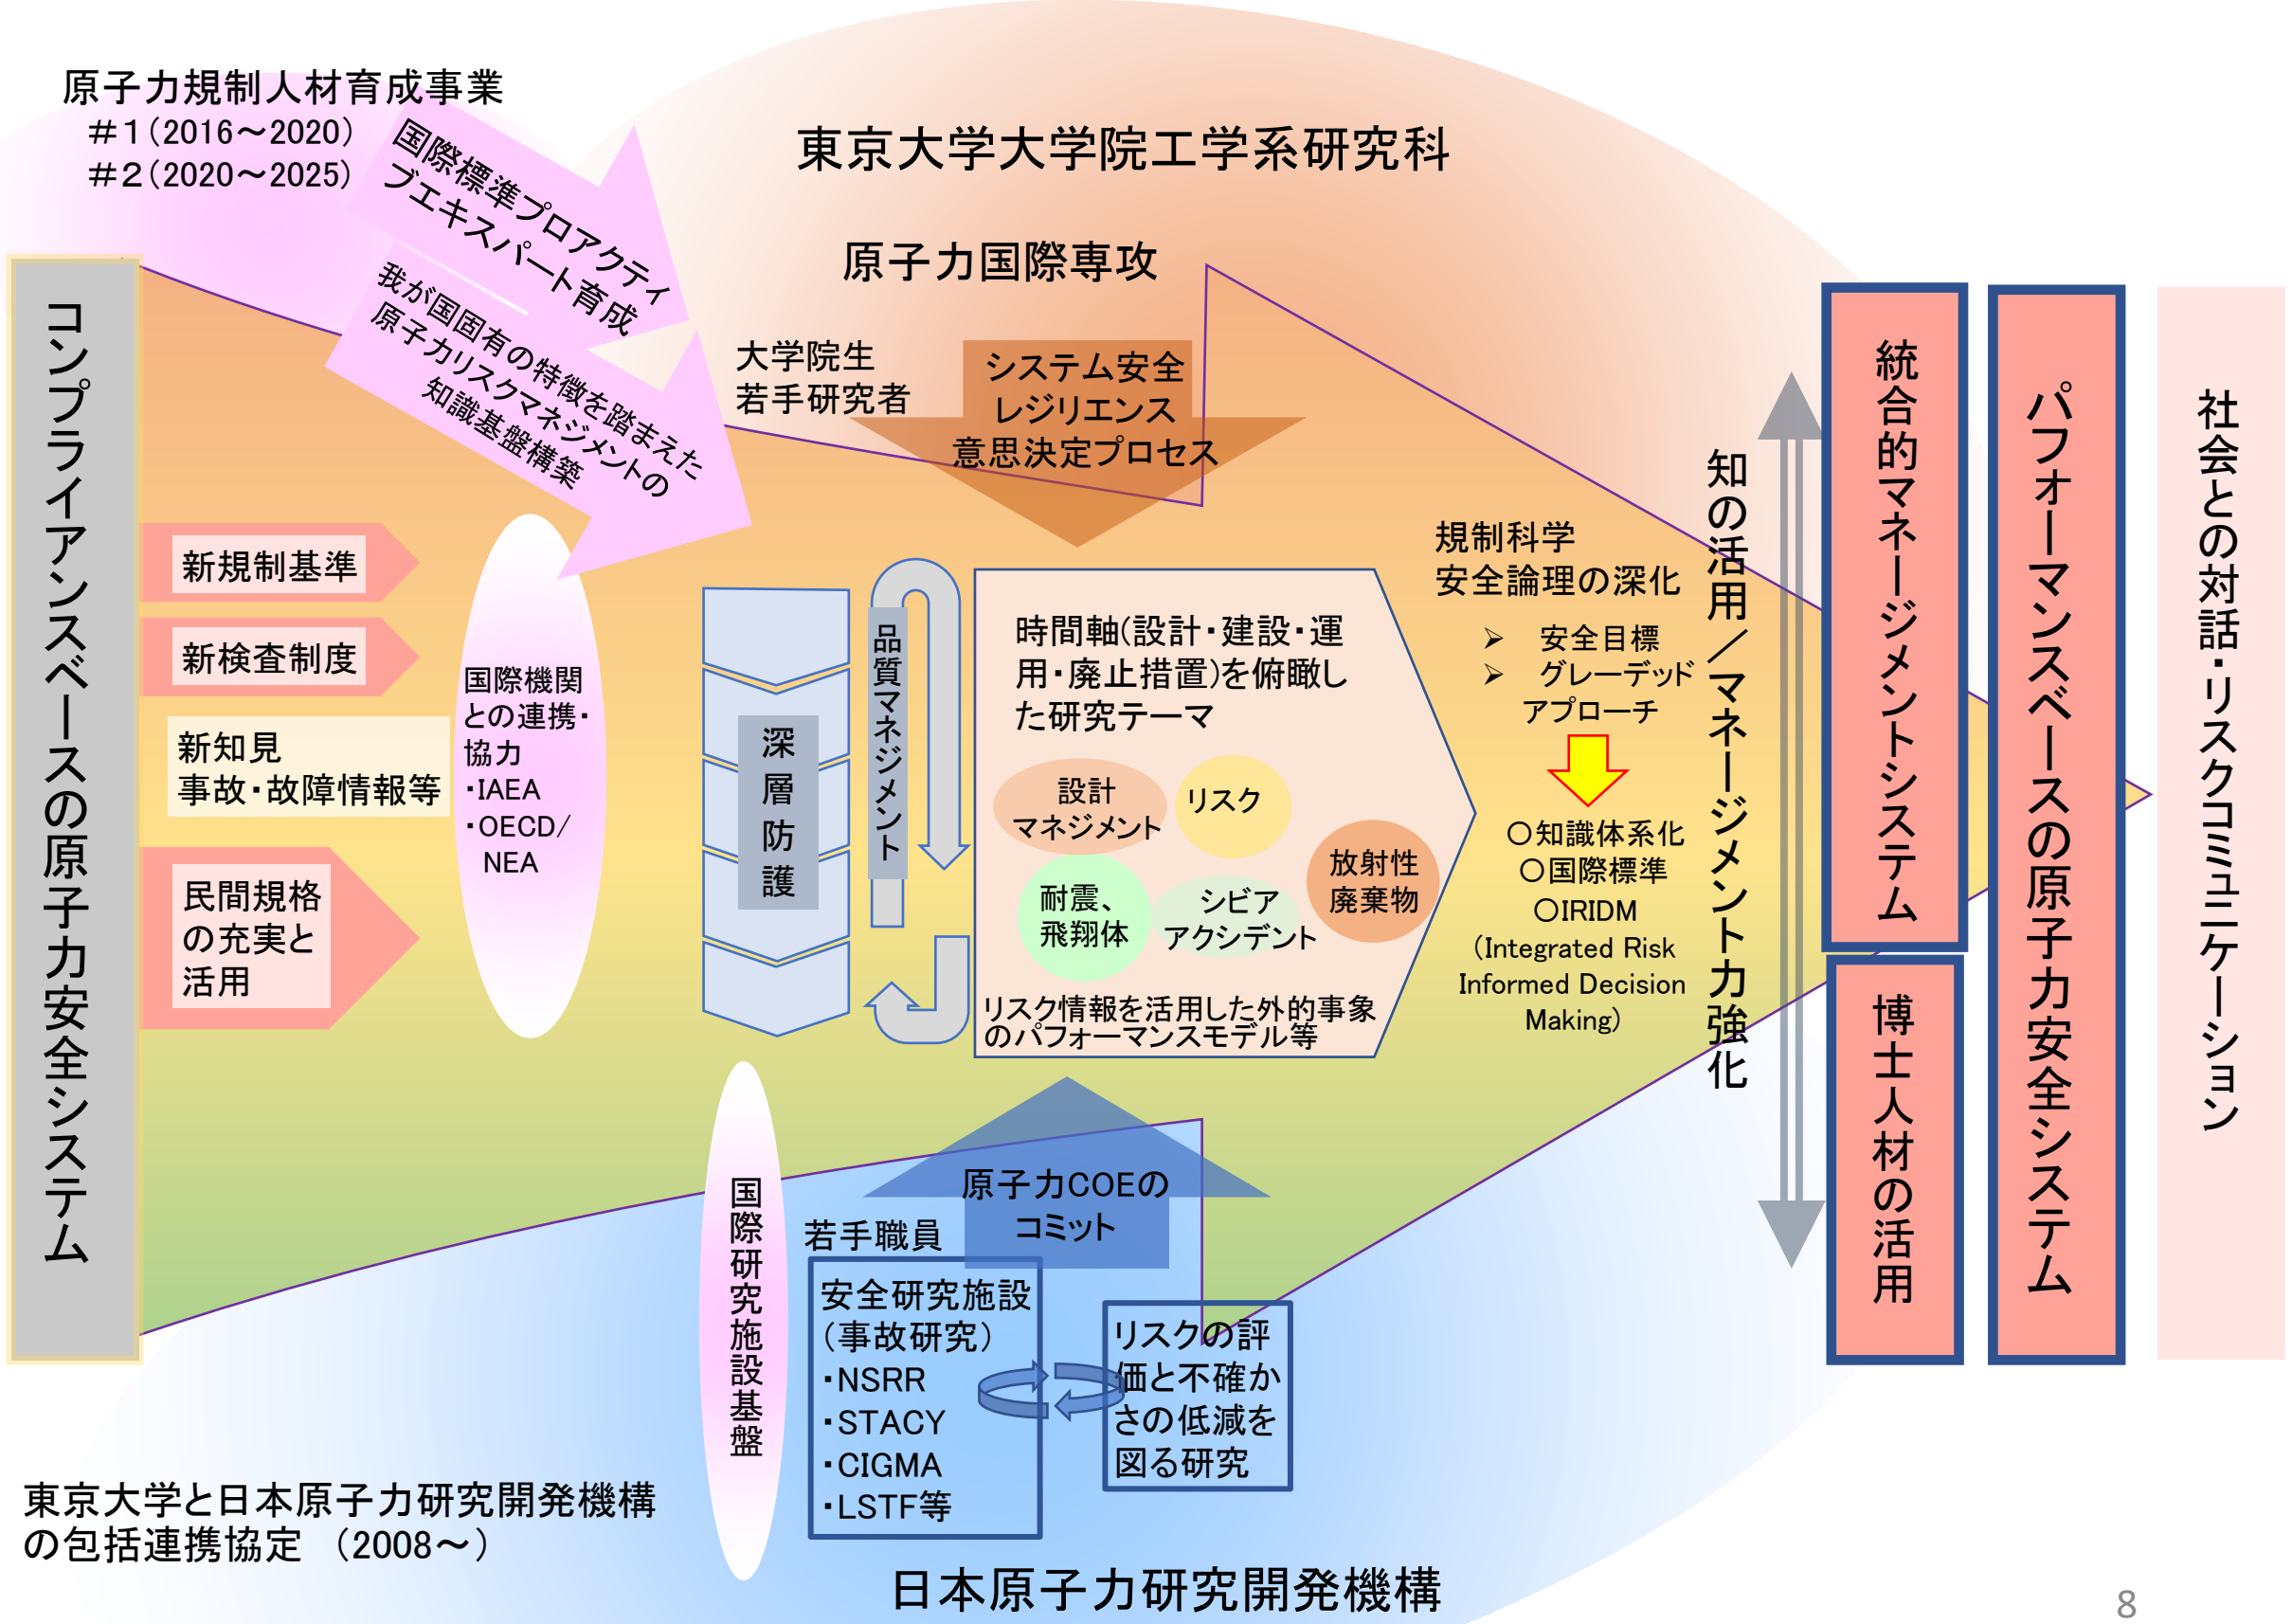 原子力規制人材育成事業
＃１（2016～2020）
＃２（2020～2025）
国際標準プロアクティ
ブエキスパート育成
我が国固有の特徴を踏まえた
原子力リスクマネジメントの
知識基盤構築
東京大学大学院工学系研究科
原子力国際専攻
大学院生
若手研究者
システム安全
レジリエンス
意思決定プロセス
コンプライアンスベースの原子力安全システム
新規制基準
新検査制度
新知見
事故・故障情報等
民間規格
の充実と
活用
国際機関
との連携・
協力
・IAEA
・OECD/
NEA
深層防護
品質マネジメント
時間軸(設計・建設・運
用・廃止措置)を俯瞰し
た研究テーマ
設計
マネジメント
リスク
耐震、
飛翔体
シビア
アクシデント
放射性
廃棄物
リスク情報を活用した外的事象
のパフォーマンスモデル等
規制科学
安全論理の深化
➢ 安全目標
➢ グレーデッド
アプローチ
〇知識体系化
〇国際標準
〇IRIDM
（Integrated Risk
Informed Decision
Making）
知の活用／マネージメント力強化
統合的マネージメントシステム
博士人材の活用
パフォーマンスベースの原子力安全システム
社会との対話・リスクコミュニケーション
国際研究施設基盤
原子力COEの
コミット
若手職員
安全研究施設
（事故研究）
・NSRR
・STACY
・CIGMA
・LSTF等
リスクの評
価と不確か
さの低減を
図る研究
東京大学と日本原子力研究開発機構
の包括連携協定 （2008～）
日本原子力研究開発機構
8